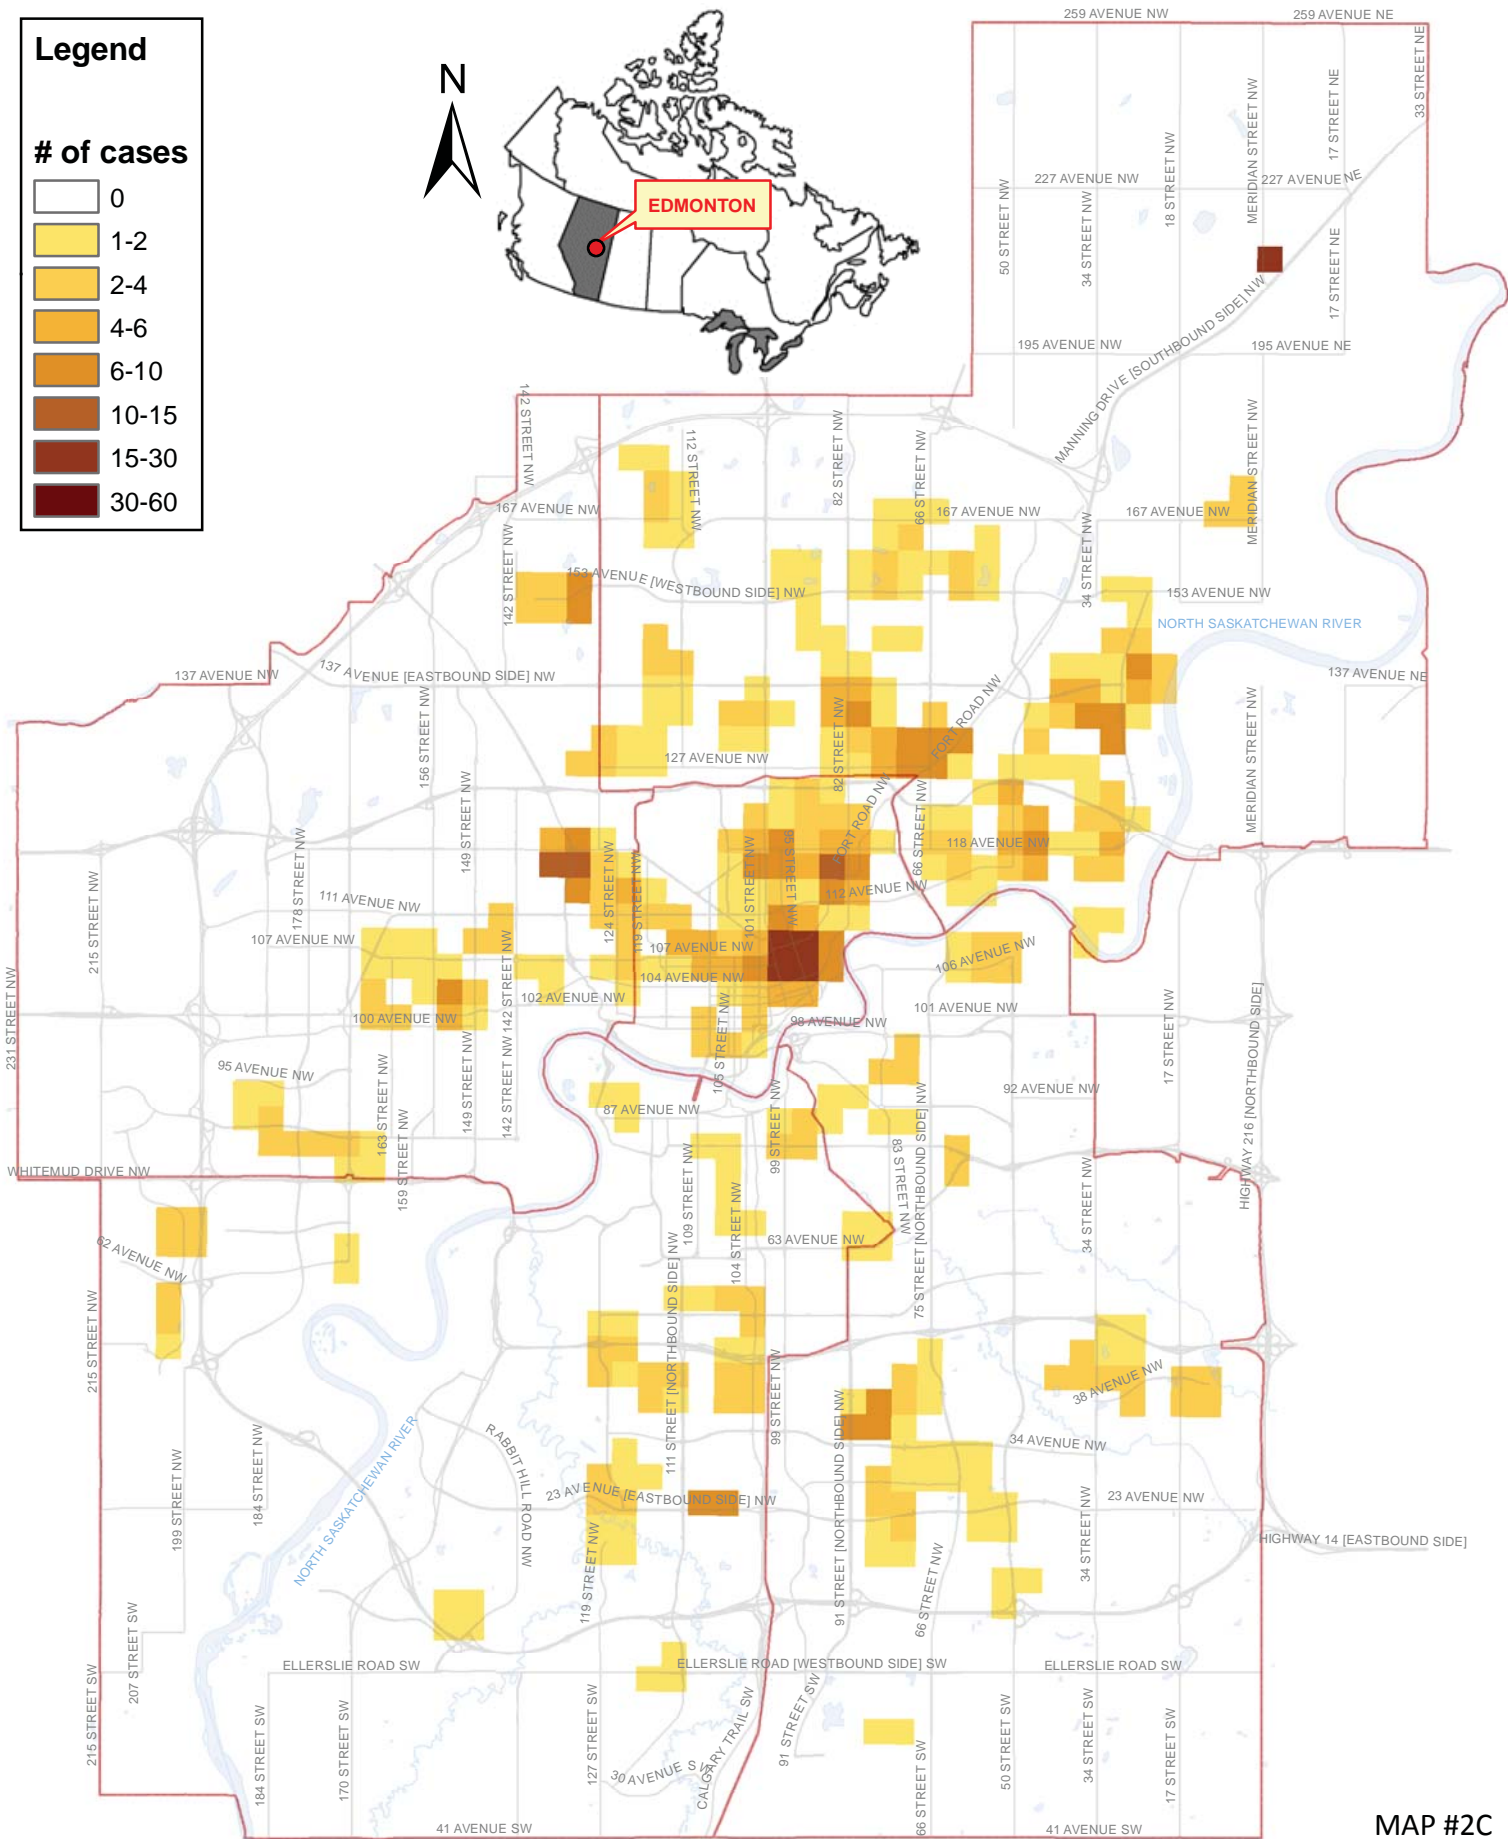 Legend
# of cases
0
1-2
2-4
4-6
6-10
10-15
15-30
30-60
N
EDMONTON
259 AVENUE NW
259 AVENUE NE
33 STREET NE
17 STREET NE
MERIDIAN STREET NW
18 STREET NW
227 AVENUE NW
227 AVENUE NE
50 STREET NW
34 STREET NW
17 STREET NE
MANNING DRIVE [SOUTHBOUND SIDE] NW
195 AVENUE NW
195 AVENUE NE
142 STREET NW
112 STREET NW
82 STREET NW
66 STREET NW
MERIDIAN STREET NW
167 AVENUE NW
167 AVENUE NW
167 AVENUE NW
142 STREET NW
34 STREET NW
153 AVENUE [WESTBOUND SIDE] NW
153 AVENUE NW
NORTH SASKATCHEWAN RIVER
137 AVENUE NW
137 AVENUE [EASTBOUND SIDE] NW
137 AVENUE NE
156 STREET NW
82 STREET NW
FORT ROAD NW
MERIDIAN STREET NW
127 AVENUE NW
149 STREET NW
FORT ROAD NW
66 STREET NW
118 AVENUE NW
178 STREET NW
215 STREET NW
124 STREET NW
119 STREET NW
101 STREET NW
95 STREET NW
112 AVENUE NW
111 AVENUE NW
107 AVENUE NW
107 AVENUE NW
106 AVENUE NW
104 AVENUE NW
142 STREET NW
102 AVENUE NW
101 AVENUE NW
231 STREET NW
100 AVENUE NW
98 AVENUE NW
105 STREET NW
17 STREET NW
HIGHWAY 216 [NORTHBOUND SIDE]
95 AVENUE NW
163 STREET NW
149 STREET NW
142 STREET NW
92 AVENUE NW
87 AVENUE NW
99 STREET NW
159 STREET NW
109 STREET NW
83 STREET NW
75 STREET [NORTHBOUND SIDE] NW
WHITEMUD DRIVE NW
34 STREET NW
104 STREET NW
63 AVENUE NW
62 AVENUE NW
215 STREET NW
111 STREET [NORTHBOUND SIDE] NW
99 STREET NW
38 AVENUE NW
91 STREET [NORTHBOUND SIDE] NW
RABBIT HILL ROAD NW
NORTH SASKATCHEWAN RIVER
199 STREET NW
184 STREET NW
34 AVENUE NW
23 AVENUE [EASTBOUND SIDE] NW
23 AVENUE NW
34 STREET NW
HIGHWAY 14 [EASTBOUND SIDE]
119 STREET NW
66 STREET NW
207 STREET SW
ELLERSLIE ROAD SW
ELLERSLIE ROAD [WESTBOUND SIDE] SW
ELLERSLIE ROAD SW
215 STREET SW
184 STREET SW
170 STREET SW
127 STREET SW
CALGARY TRAIL SW
91 STREET SW
66 STREET SW
50 STREET SW
34 STREET SW
17 STREET SW
30 AVENUE SW
41 AVENUE SW
41 AVENUE SW
MAP #2C